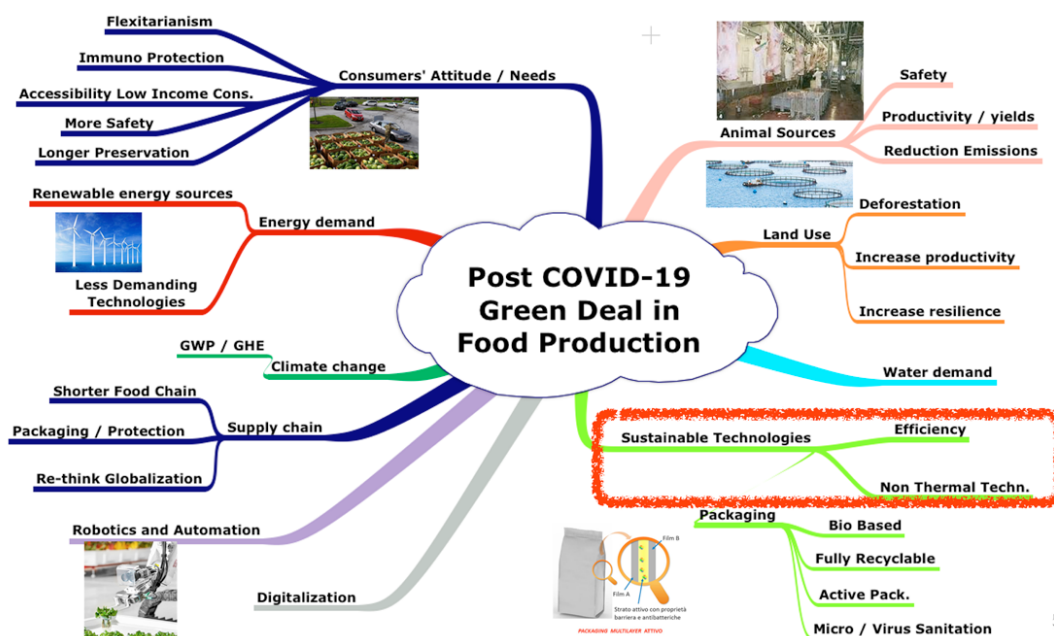 Post COVID-19
Green Deal in
Food Production
Flexitarianism
Immuno Protection
Accessibility Low Income Cons.
More Safety
Longer Preservation
Consumers' Attitude / Needs
Renewable energy sources
Energy demand
Less Demanding
Technologies
GWP / GHE
Climate change
Shorter Food Chain
Packaging / Protection
Supply chain
Re-think Globalization
Robotics and Automation
Digitalization
Animal Sources
Safety
Productivity / yields
Reduction Emissions
Land Use
Deforestation
Increase productivity
Increase resilience
Water demand
Sustainable Technologies
Efficiency
Non Thermal Techn.
Packaging
Bio Based
Fully Recyclable
Active Pack.
Micro / Virus Sanitation
Film B
Film A
Strato attivo con proprietà
barriera e antibatteriche
PACKAGING MULTILAYER ATTIVO